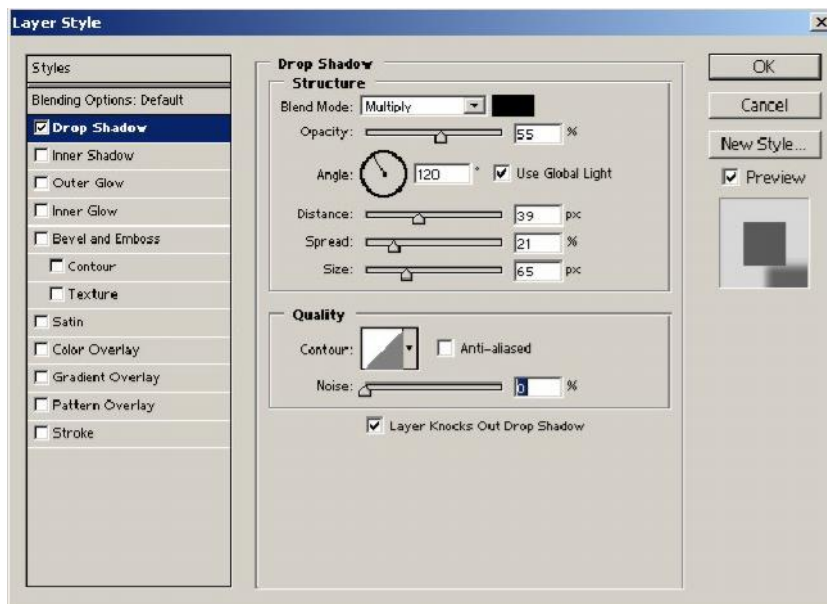 Layer Style
Styles
Blending Options: Default
Drop Shadow
Inner Shadow
Outer Glow
Inner Glow
Bevel and Emboss
Contour
Texture
Satin
Color Overlay
Gradient Overlay
Pattern Overlay
Stroke
Drop Shadow
Structure
Blend Mode: Multiply
Opacity: 55 %
Angle: 120 ° Use Global Light
Distance: 39 px
Spread: 21 %
Size: 65 px
Quality
Contour: Anti-aliased
Noise: 0 %
Layer Knocks Out Drop Shadow
OK
Cancel
New Style...
Preview